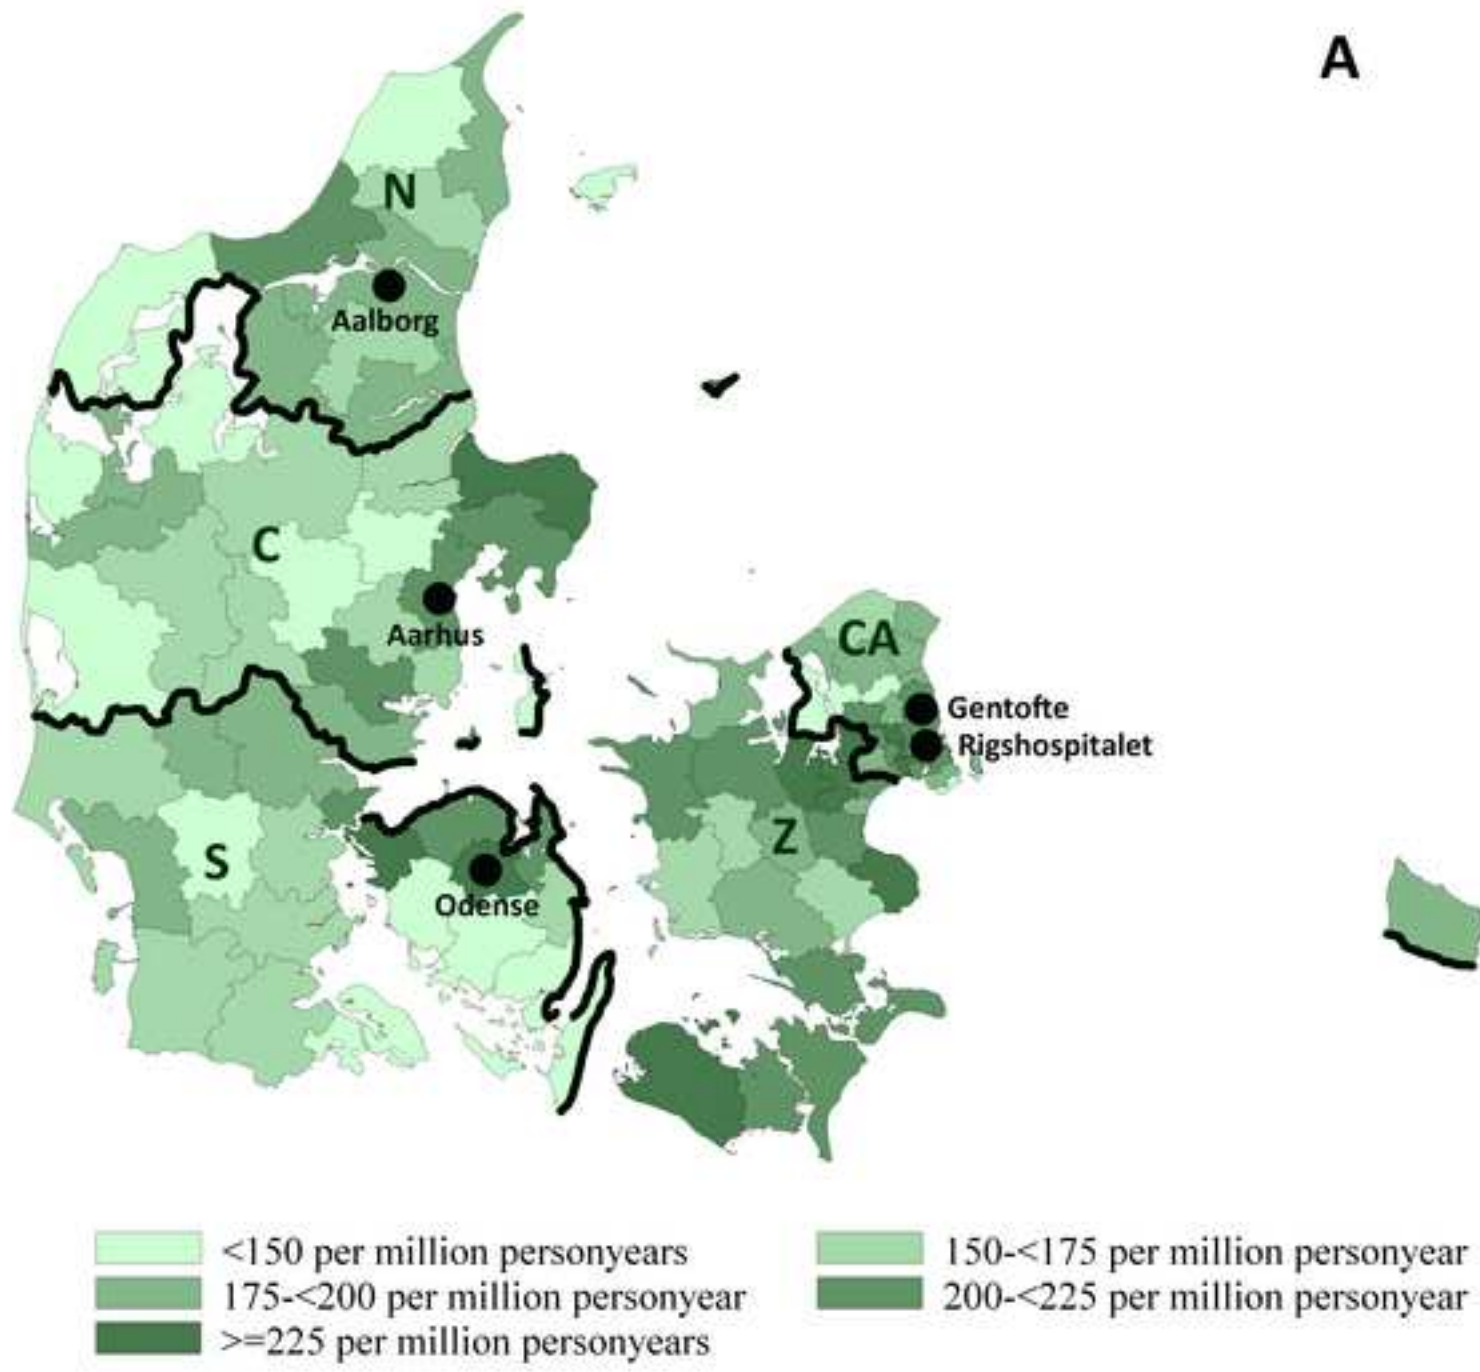 A
N
Aalborg
C
Aarhus
CA
Gentofte
Rigshospitalet
Z
S
Odense
<150 per million personyears
150-<175 per million personyear
175-<200 per million personyear
200-<225 per million personyear
>=225 per million personyears